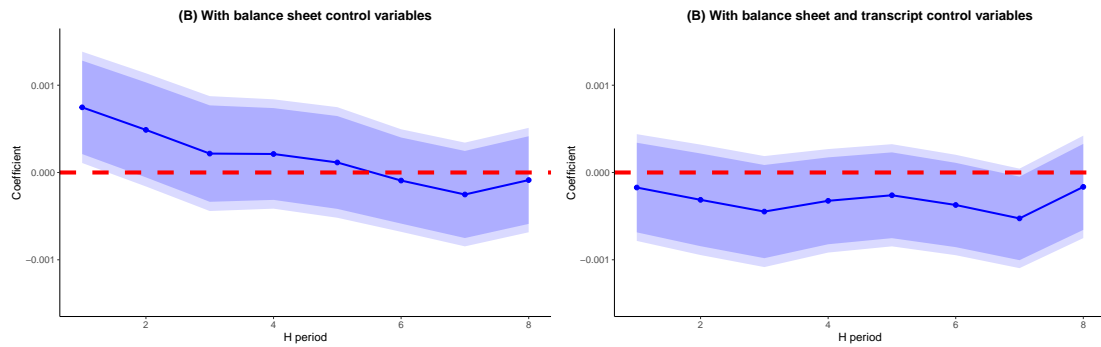 (B) With balance sheet control variables
0.001
0.000
−0.001
Coefficient
2
4
6
8
H period
(B) With balance sheet and transcript control variables
0.001
0.000
−0.001
Coefficient
2
4
6
8
H period